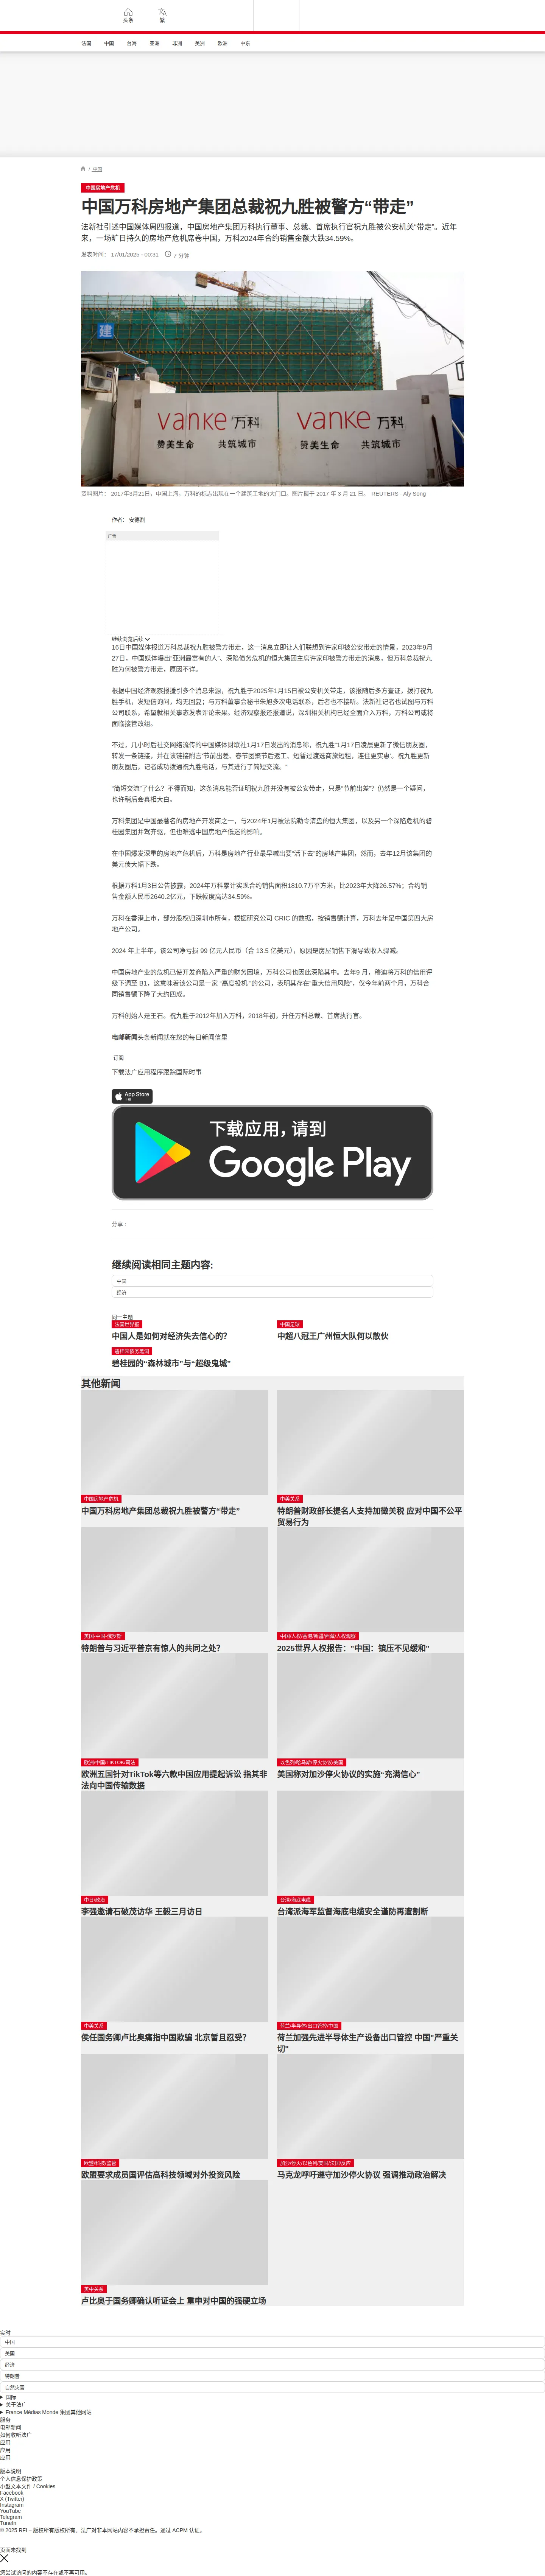 头条
繁
法国 中国 台海 亚洲 非洲 美洲 欧洲 中东
/ 中国
中国房地产危机
中国万科房地产集团总裁祝九胜被警方“带走”
法新社引述中国媒体周四报道，中国房地产集团万科执行董事、总裁、首席执行官祝九胜被公安机关“带走”。近年
来，一场旷日持久的房地产危机席卷中国，万科2024年合约销售金额大跌34.59%。
发表时间： 17/01/2025 - 00:31 7 分钟
建
vanke 万科
赞美生命 共筑城市
vanke 万科
赞美生命 共筑城市
资料图片： 2017年3月21日，中国上海，万科的标志出现在一个建筑工地的大门口。图片摄于 2017 年 3 月 21 日。 REUTERS - Aly Song
作者： 安德烈
广告
继续浏览后续
16日中国媒体报道万科总裁祝九胜被警方带走，这一消息立即让人们联想到许家印被公安带走的情景，2023年9月
27日，中国媒体曝出”亚洲最富有的人”、深陷债务危机的恒大集团主席许家印被警方带走的消息，但万科总裁祝九
胜为何被警方带走，原因不详。
根据中国经济观察报援引多个消息来源，祝九胜于2025年1月15日被公安机关带走，该报随后多方查证，拨打祝九
胜手机，发短信询问，均无回复；与万科董事会秘书朱旭多次电话联系，后者也不接听。法新社记者也试图与万科
公司联系，希望就相关事态发表评论未果。经济观察报还报道说，深圳相关机构已经全面介入万科，万科公司或将
面临接管改组。
不过，几小时后社交网络流传的中国媒体财联社1月17日发出的消息称，祝九胜"1月17日凌晨更新了微信朋友圈，
转发一条链接，并在该链接附言’节前出差、春节团聚节后返工、短暂过渡选商旅短租，连住更实惠’。祝九胜更新
朋友圈后，记者成功拨通祝九胜电话，与其进行了简短交流。"
“简短交流”了什么？不得而知，这条消息能否证明祝九胜并没有被公安带走，只是“节前出差”？仍然是一个疑问，
也许稍后会真相大白。
万科集团是中国最著名的房地产开发商之一，与2024年1月被法院勒令清盘的恒大集团，以及另一个深陷危机的碧
桂园集团并驾齐驱，但也难逃中国房地产低迷的影响。
在中国爆发深重的房地产危机后，万科是房地产行业最早喊出要”活下去”的房地产集团，然而，去年12月该集团的
美元债大幅下跌。
根据万科1月3日公告披露，2024年万科累计实现合约销售面积1810.7万平方米，比2023年大降26.57%；合约销
售金额人民币2640.2亿元，下跌幅度高达34.59%。
万科在香港上市，部分股权归深圳市所有，根据研究公司 CRIC 的数据，按销售额计算，万科去年是中国第四大房
地产公司。
2024 年上半年，该公司净亏损 99 亿元人民币（合 13.5 亿美元），原因是房屋销售下滑导致收入骤减。
中国房地产业的危机已使开发商陷入严重的财务困境，万科公司也因此深陷其中。去年9 月，穆迪将万科的信用评
级下调至 B1，这意味着该公司是一家 “高度投机 ”的公司，表明其存在“重大信用风险”，仅今年前两个月，万科合
同销售额下降了大约四成。
万科创始人是王石。祝九胜于2012年加入万科，2018年初，升任万科总裁、首席执行官。
电邮新闻头条新闻就在您的每日新闻信里
订阅
下载法广应用程序跟踪国际时事
App Store
下载
下载应用，请到
Google Play
分享 :
继续阅读相同主题内容:
中国
经济
同一主题
法国世界报
中国人是如何对经济失去信心的?
中国足球
中超八冠王广州恒大队何以散伙
碧桂园债务黑洞
碧桂园的“森林城市”与“超级鬼城”
其他新闻
中国房地产危机
中国万科房地产集团总裁祝九胜被警方“带走”
中美关系
特朗普财政部长提名人支持加徵关税 应对中国不公平
贸易行为
美国-中国-俄罗斯
特朗普与习近平普京有惊人的共同之处？
中国/人权/香港/新疆/西藏/人权观察
2025世界人权报告："中国：镇压不见缓和"
欧洲/中国/TIKTOK/司法
欧洲五国针对TikTok等六款中国应用提起诉讼 指其非
法向中国传输数据
以色列/哈马斯/停火协议/美国
美国称对加沙停火协议的实施“充满信心”
中日/政治
李强邀请石破茂访华 王毅三月访日
台湾/海底电缆
台湾派海军监督海底电缆安全谨防再遭割断
中美关系
侯任国务卿卢比奥痛指中国欺骗 北京暂且忍受？
荷兰/半导体/出口管控/中国
荷兰加强先进半导体生产设备出口管控 中国“严重关
切”
欧盟/科技/监管
欧盟要求成员国评估高科技领域对外投资风险
加沙/停火/以色列/美国/法国/反应
马克龙呼吁遵守加沙停火协议 强调推动政治解决
美中关系
卢比奥于国务卿确认听证会上 重申对中国的强硬立场
实时
中国
美国
经济
特朗普
自然灾害
国际
关于法广
France Médias Monde 集团其他网站
服务
电邮新闻
如何收听法广
应用
应用
应用
版本说明
个人信息保护政策
小型文本文件 / Cookies
Facebook
X (Twitter)
Instagram
YouTube
Telegram
TuneIn
© 2025 RFI – 版权所有版权所有。法广对非本网站内容不承担责任。通过 ACPM 认证。
页面未找到
您尝试访问的内容不存在或不再可用。